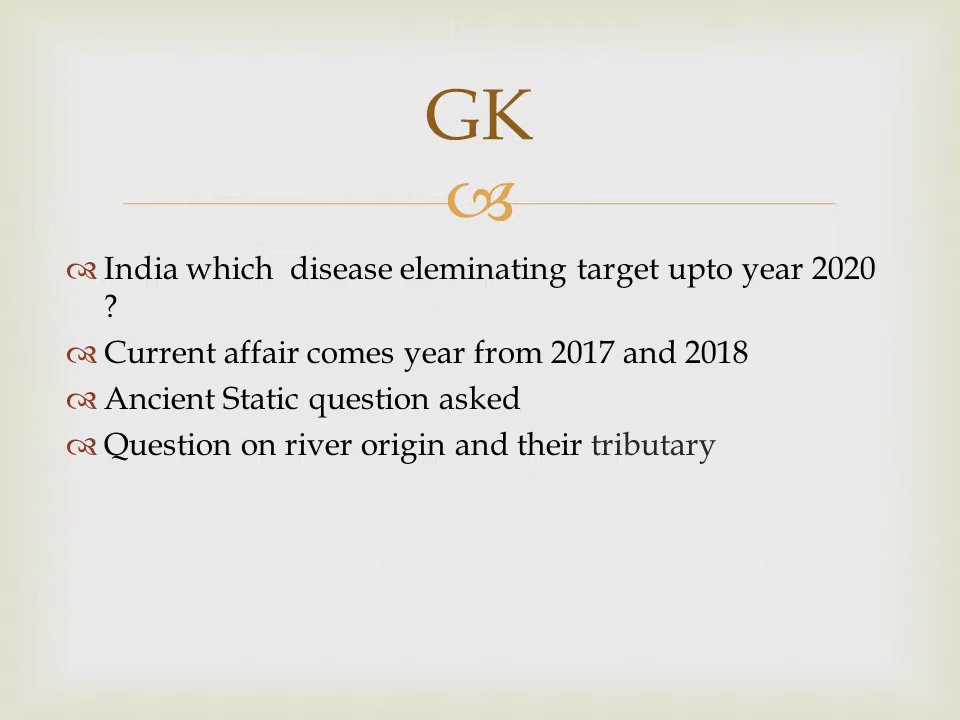 GK
India which  disease eleminating target upto year 2020
?
Current affair comes year from 2017 and 2018
Ancient Static question asked
Question on river origin and their tributary